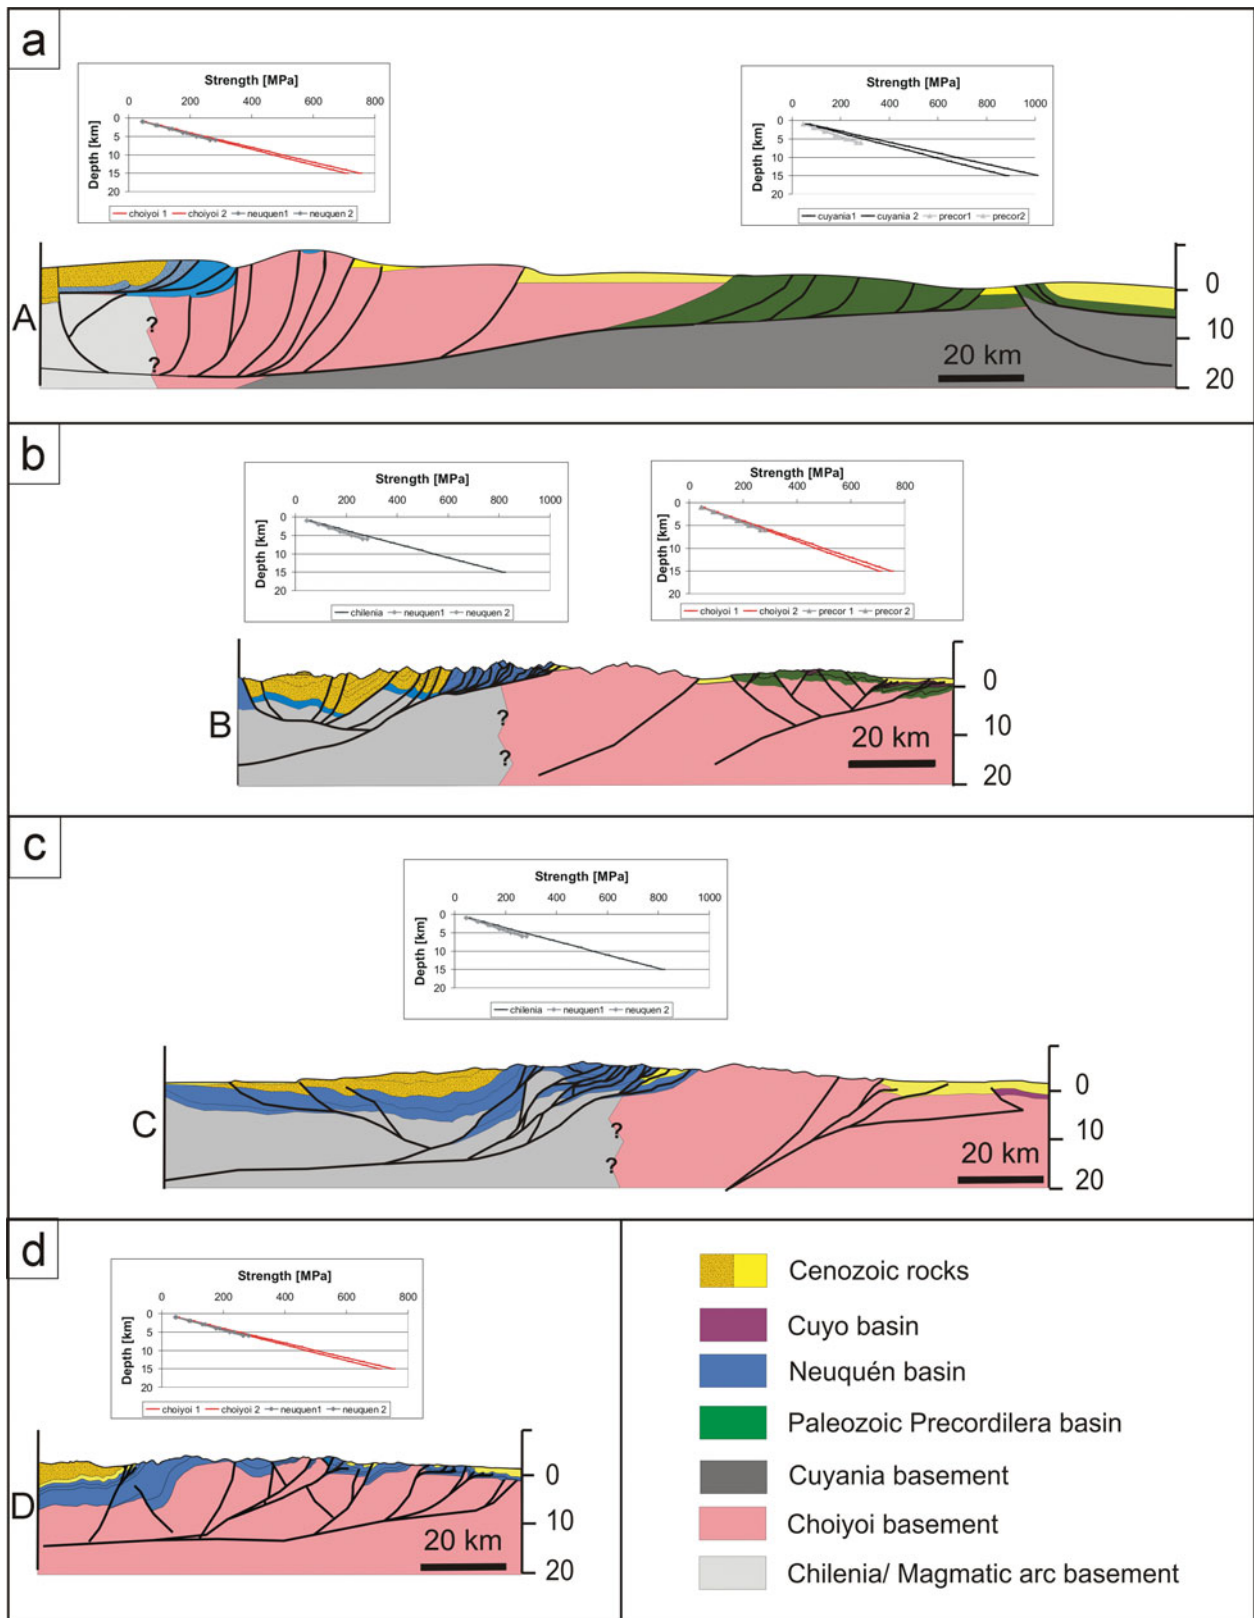 a
Strength [MPa]
0 200 400 600 800
Depth [km]
0
5
10
15
20
choiyoi 1 choiyoi 2 neuquen1 neuquen 2
Strength [MPa]
0 200 400 600 800 1000
Depth [km]
0
5
10
15
20
cuyania1 cuyania 2 precor1 precor2
A
?
?
20 km
0
10
20
b
Strength [MPa]
0 200 400 600 800 1000
Depth [km]
0
5
10
15
20
chilenia neuquen1 neuquen 2
Strength [MPa]
0 200 400 600 800
Depth [km]
0
5
10
15
20
choiyoi 1 choiyoi 2 precor 1 precor 2
B
?
?
20 km
0
10
20
c
Strength [MPa]
0 200 400 600 800 1000
Depth [km]
0
5
10
15
20
chilenia neuquen1 neuquen 2
C
?
?
20 km
0
10
20
d
Strength [MPa]
0 200 400 600 800
Depth [km]
0
5
10
15
20
choiyoi 1 choiyoi 2 neuquen1 neuquen 2
D
20 km
0
10
20
Cenozoic rocks
Cuyo basin
Neuquén basin
Paleozoic Precordilera basin
Cuyania basement
Choiyoi basement
Chilenia/ Magmatic arc basement